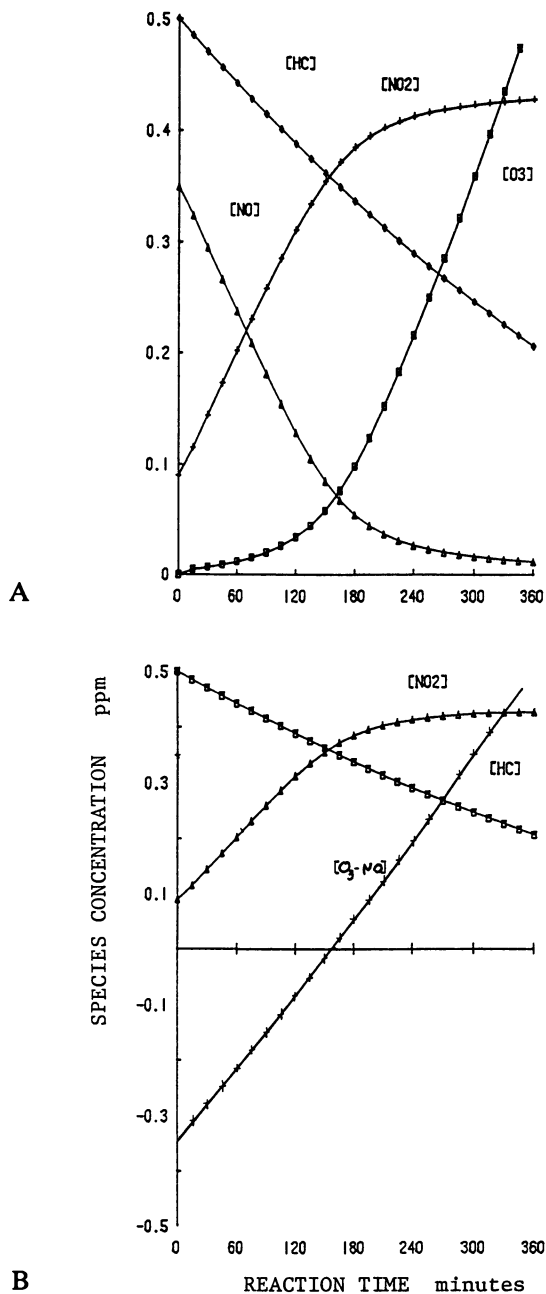 0.5
[HC]
[NO2]
0.4
[O3]
[NO]
0.3
0.2
0.1
0
0 60 120 180 240 300 360
A
0.5
[NO2]
0.3
[HC]
[O3-NO]
0.1
-0.1
-0.3
-0.5
SPECIES CONCENTRATION ppm
0 60 120 180 240 300 360
B
REACTION TIME minutes